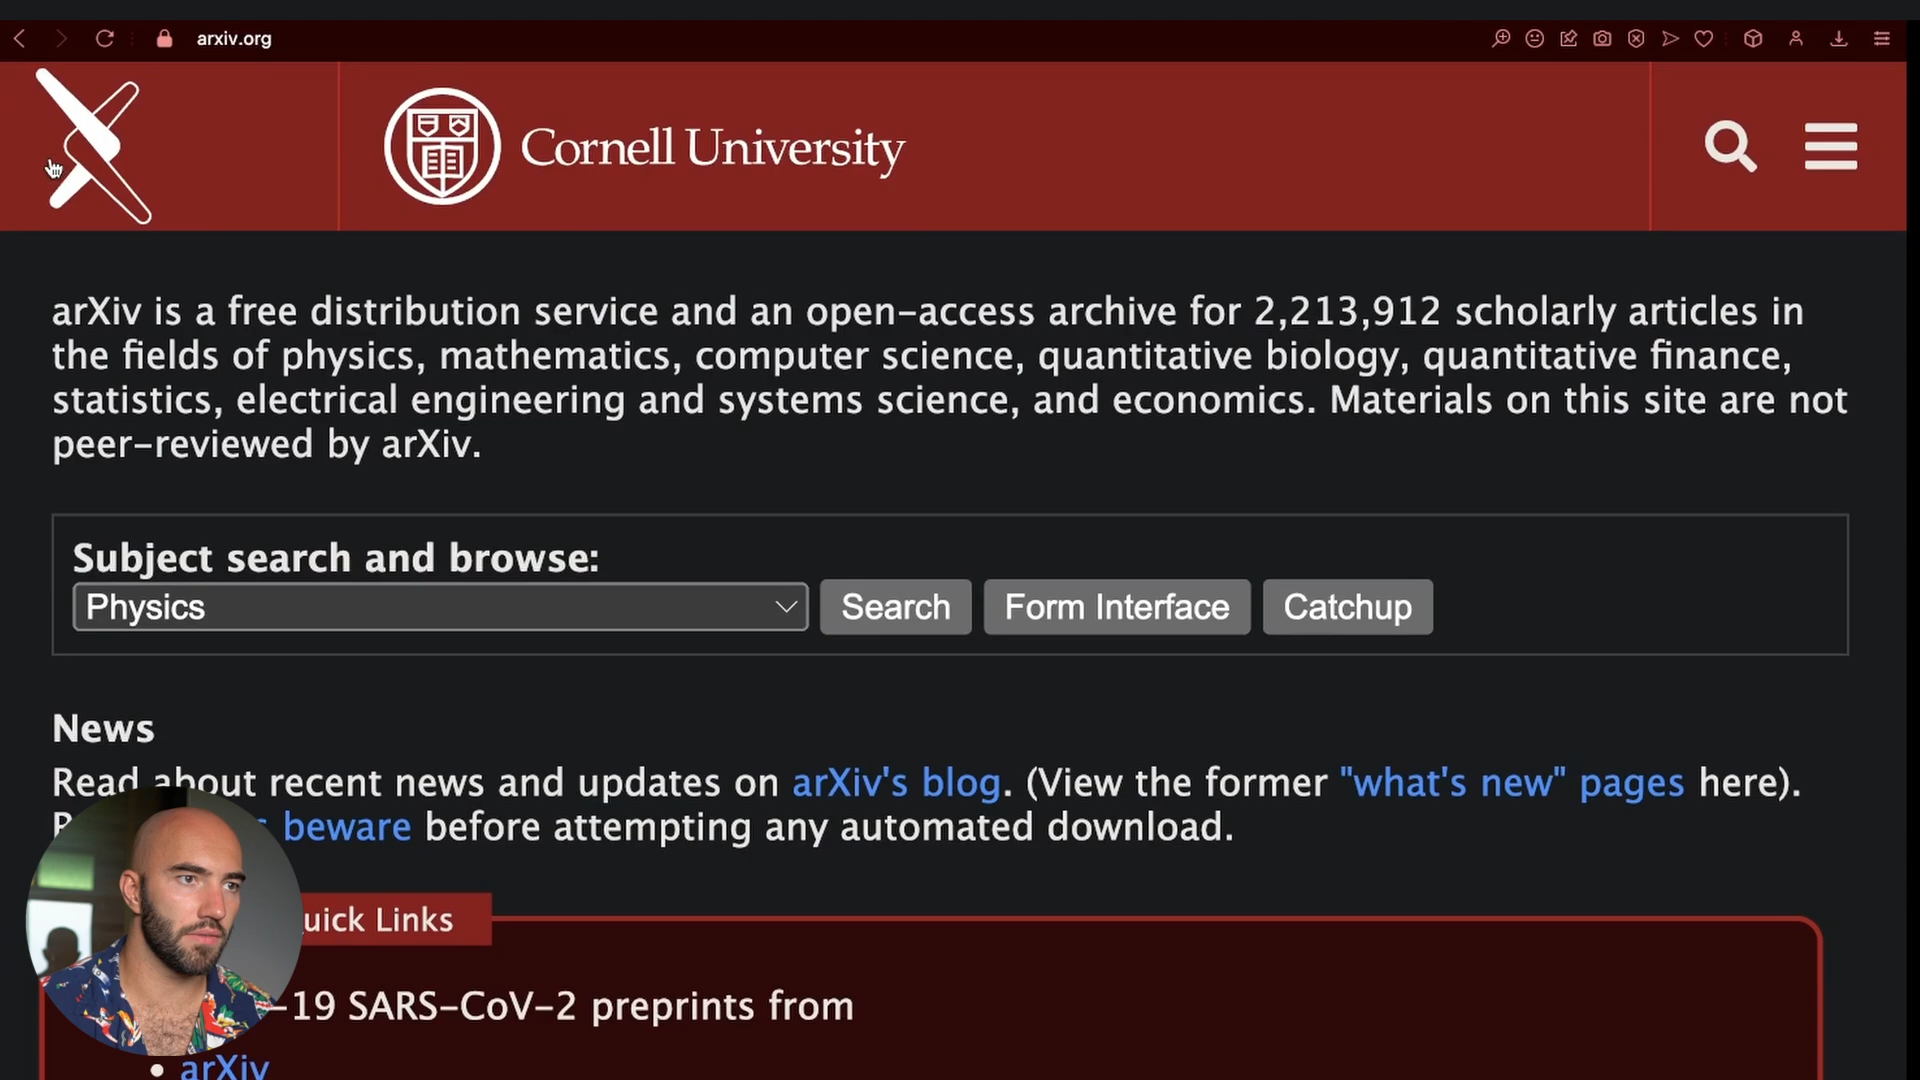 arxiv.org
Cornell University
arXiv is a free distribution service and an open-access archive for 2,213,912 scholarly articles in
the fields of physics, mathematics, computer science, quantitative biology, quantitative finance,
statistics, electrical engineering and systems science, and economics. Materials on this site are not
peer-reviewed by arXiv.
Subject search and browse:
Physics Search Form Interface Catchup
News
Read about recent news and updates on arXiv's blog. (View the former "what's new" pages here).
beware before attempting any automated download.
Links
-19 SARS-CoV-2 preprints from
• arXiv